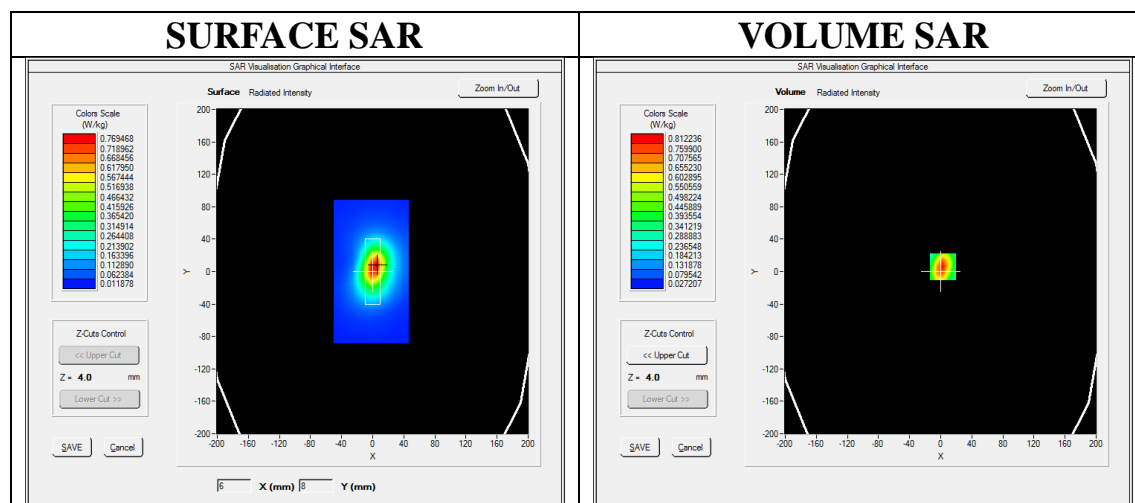 SURFACE SAR
SAR Visualisation Graphical Interface
Surface Radiated Intensity
Zoom In/Out
Colors Scale
(W/kg)
0.769468
0.718962
0.668456
0.617950
0.567444
0.516938
0.466432
0.415926
0.365420
0.314914
0.264408
0.213902
0.163396
0.112890
0.062384
0.011878
Z-Cuts Control
<< Upper Cut
Z = 4.0 mm
Lower Cut >>
SAVE Cancel
200
160
120
80
40
0
-40
-80
-120
-160
-200
Y
-200 -160 -120 -80 -40 0 40 80 120 160 200
X
6 X (mm) 8 Y (mm)
VOLUME SAR
SAR Visualisation Graphical Interface
Volume Radiated Intensity
Zoom In/Out
Colors Scale
(W/kg)
0.812236
0.759900
0.707565
0.655230
0.602895
0.550559
0.498224
0.445889
0.393554
0.341219
0.288883
0.236548
0.184213
0.131878
0.079542
0.027207
Z-Cuts Control
<< Upper Cut
Z = 4.0 mm
Lower Cut >>
SAVE Cancel
200
160
120
80
40
0
-40
-80
-120
-160
-200
Y
-200 -160 -120 -80 -40 0 40 80 120 160 200
X